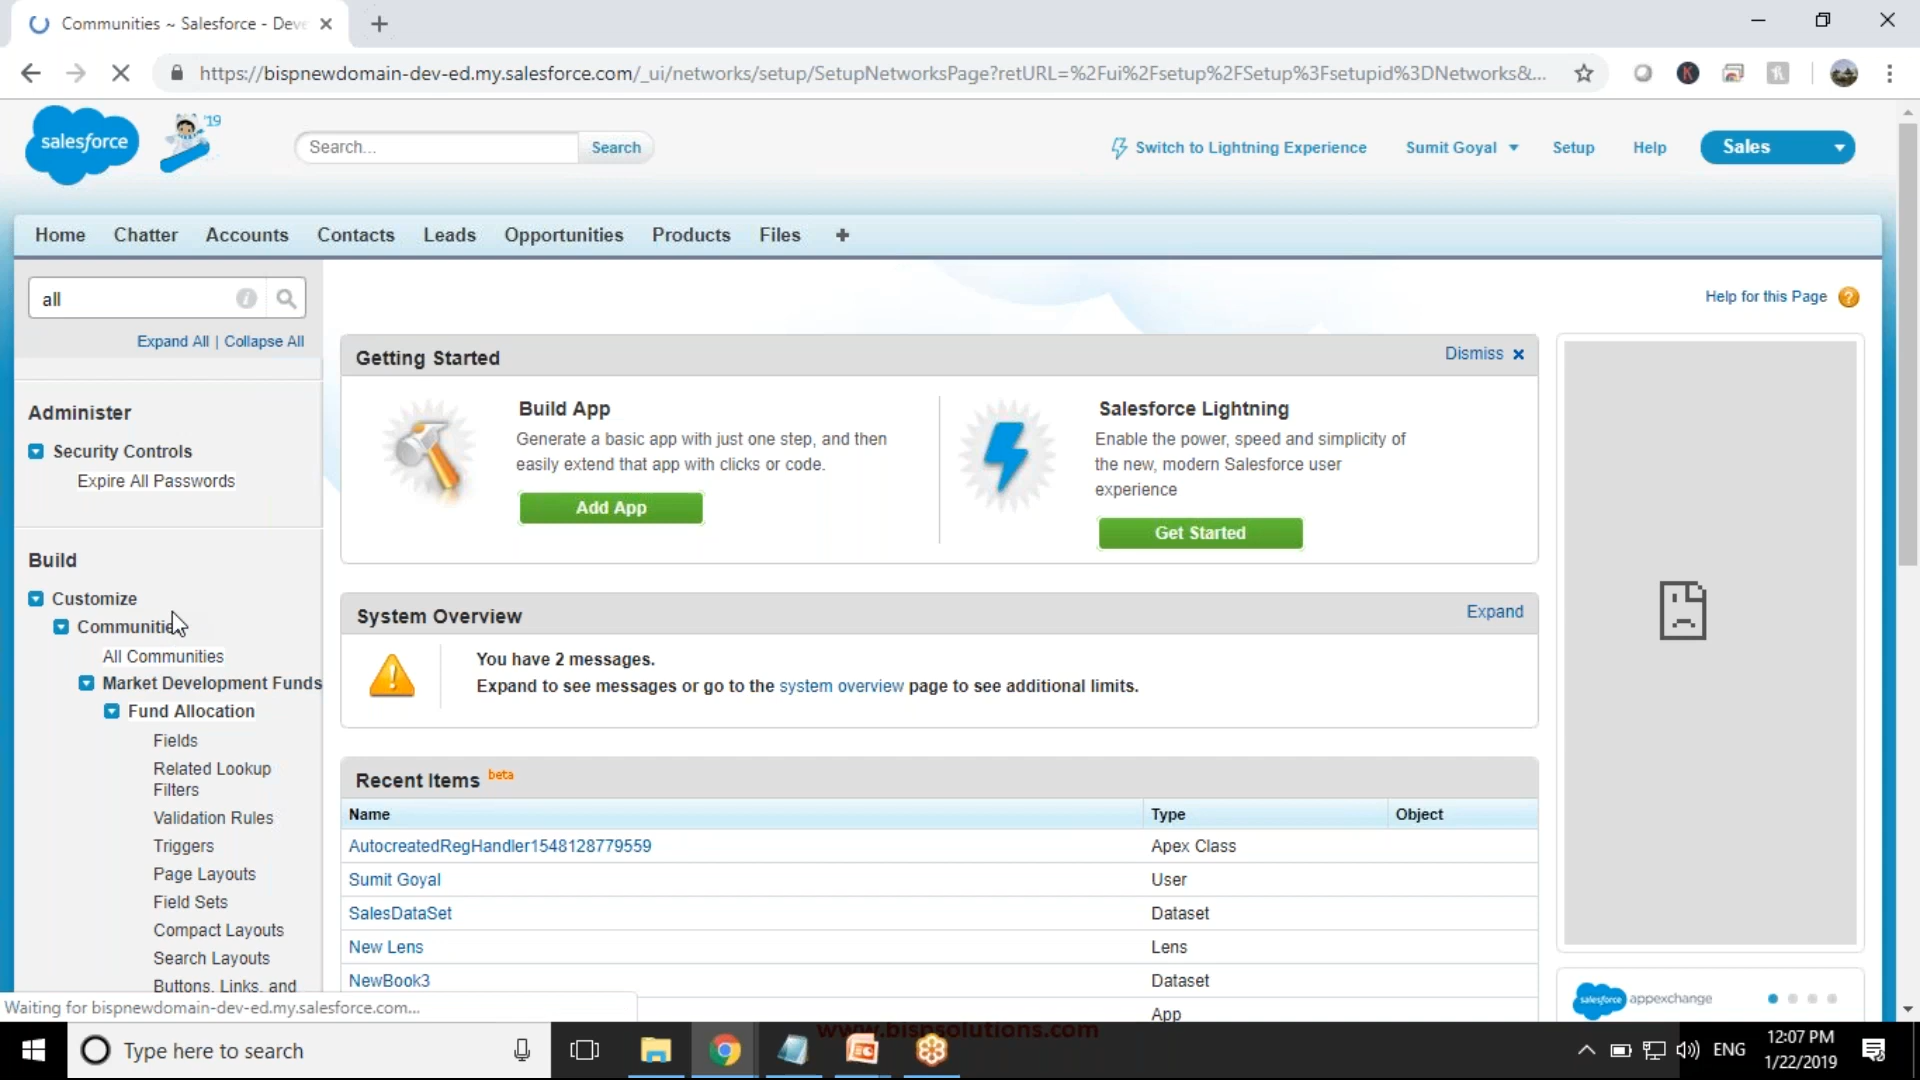 Communities ~ Salesforce - Deve
https://bispnewdomain-dev-ed.my.salesforce.com/_ui/networks/setup/SetupNetworksPage?retURL=%2Fui%2Fsetup%2FSetup%3Fsetupid%3DNetworks&...
salesforce
'19
Search...
Search
Switch to Lightning Experience
Sumit Goyal
Setup
Help
Sales
Home
Chatter
Accounts
Contacts
Leads
Opportunities
Products
Files
+
all
Expand All | Collapse All
Administer
Security Controls
Expire All Passwords
Build
Customize
Communities
All Communities
Market Development Funds
Fund Allocation
Fields
Related Lookup
Filters
Validation Rules
Triggers
Page Layouts
Field Sets
Compact Layouts
Search Layouts
Buttons, Links, and
Help for this Page
Getting Started
Dismiss
Build App
Generate a basic app with just one step, and then
easily extend that app with clicks or code.
Add App
Salesforce Lightning
Enable the power, speed and simplicity of
the new, modern Salesforce user
experience
Get Started
System Overview
Expand
You have 2 messages.
Expand to see messages or go to the system overview page to see additional limits.
Recent Items beta
Name Type Object
AutocreatedRegHandler1548128779559 Apex Class
Sumit Goyal User
SalesDataSet Dataset
New Lens Lens
NewBook3 Dataset
App
salesforce appexchange
Waiting for bispnewdomain-dev-ed.my.salesforce.com...
www.bispsolutions.com
Type here to search
ENG
12:07 PM
1/22/2019